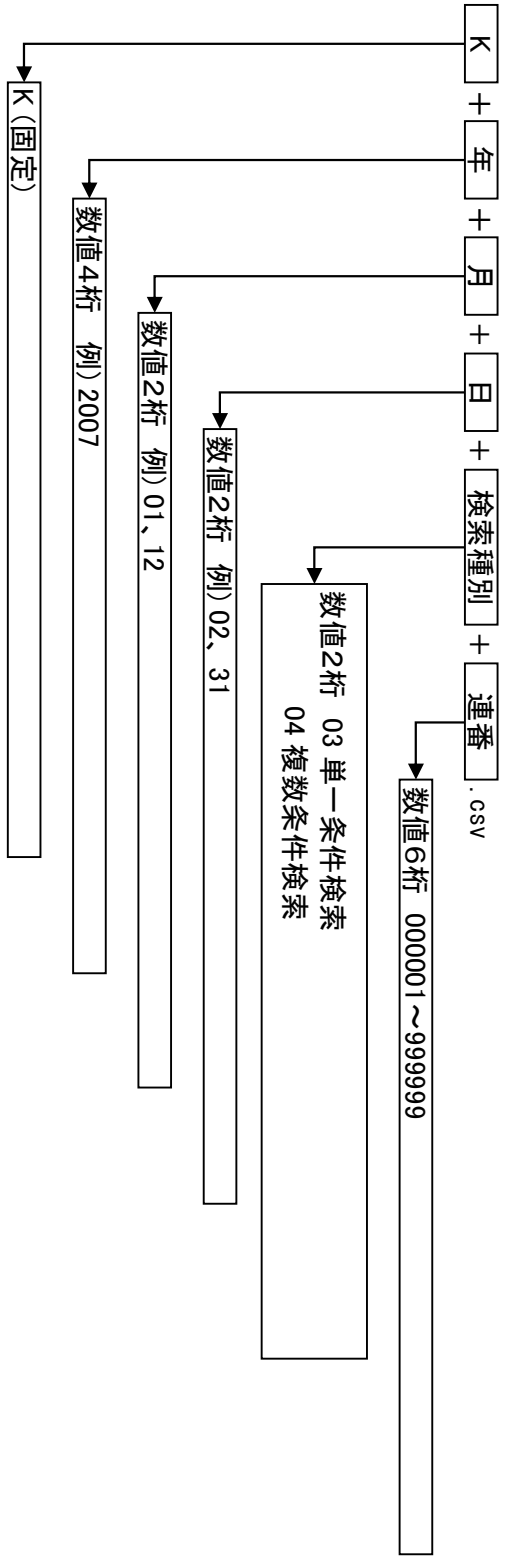 K + 年 + 月 + 日 + 検索種別 + 連番 .csv
数値6桁 000001～999999
数値2桁 03 単一条件検索
04 複数条件検索
数値2桁 例)02、31
数値2桁 例)01、12
数値4桁 例)2007
K(固定)